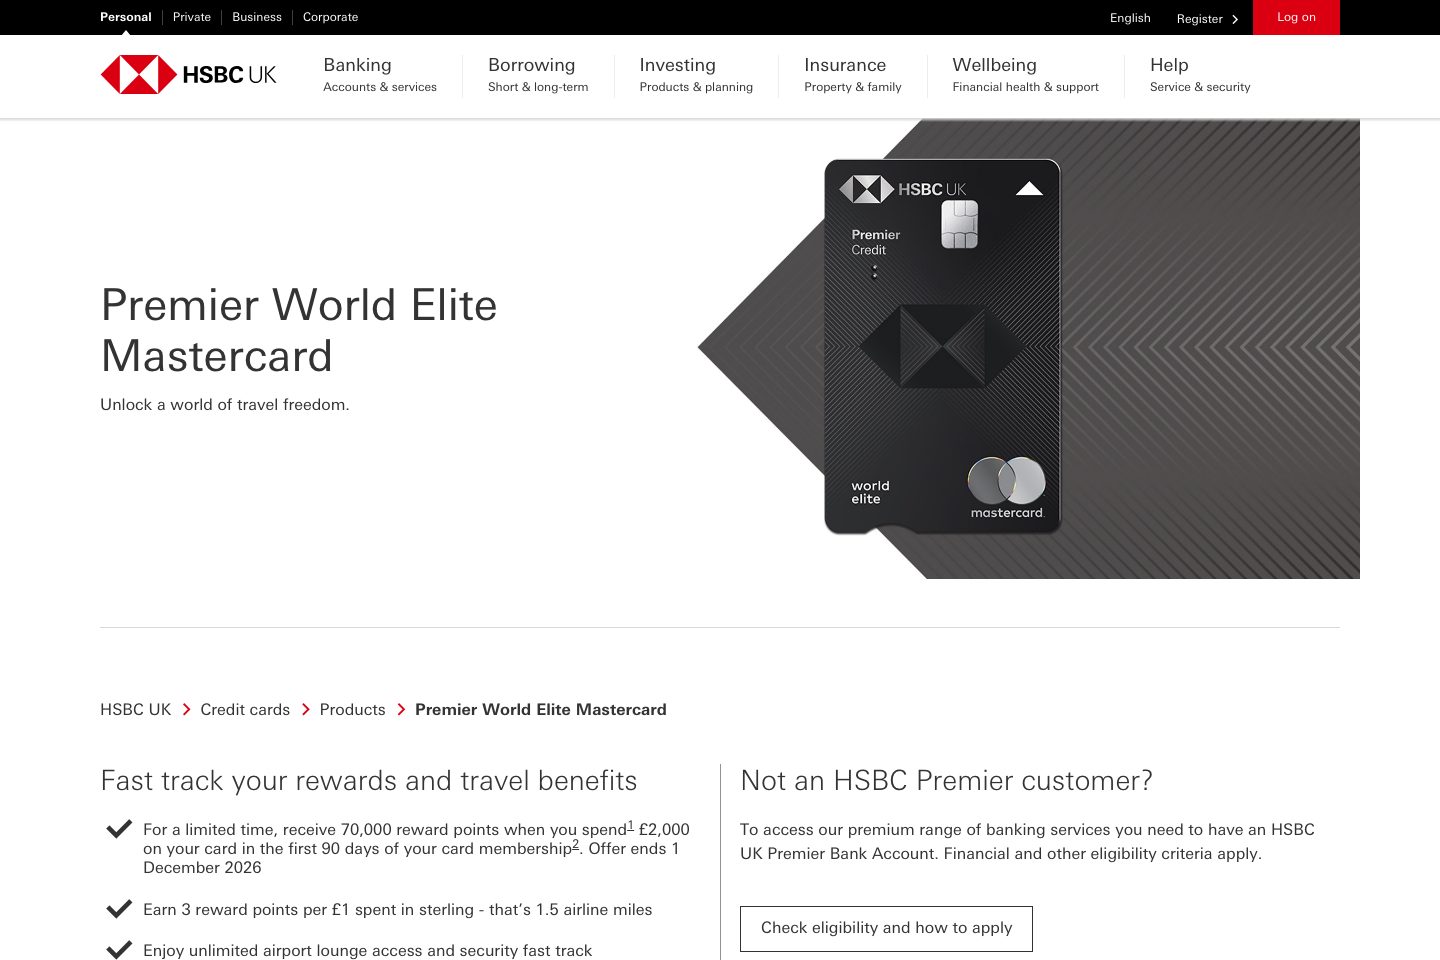 Personal
Private
Business
Corporate
English
Register
Log on
HSBC UK
Banking
Accounts & services
Borrowing
Short & long-term
Investing
Products & planning
Insurance
Property & family
Wellbeing
Financial health & support
Help
Service & security
Premier World Elite
Mastercard
Unlock a world of travel freedom.
HSBC UK
Premier
Credit
world
elite
mastercard.
HSBC UK
Credit cards
Products
Premier World Elite Mastercard
Fast track your rewards and travel benefits
For a limited time, receive 70,000 reward points when you spend1 £2,000
on your card in the first 90 days of your card membership2. Offer ends 1
December 2026
Earn 3 reward points per £1 spent in sterling - that’s 1.5 airline miles
Enjoy unlimited airport lounge access and security fast track
Not an HSBC Premier customer?
To access our premium range of banking services you need to have an HSBC
UK Premier Bank Account. Financial and other eligibility criteria apply.
Check eligibility and how to apply